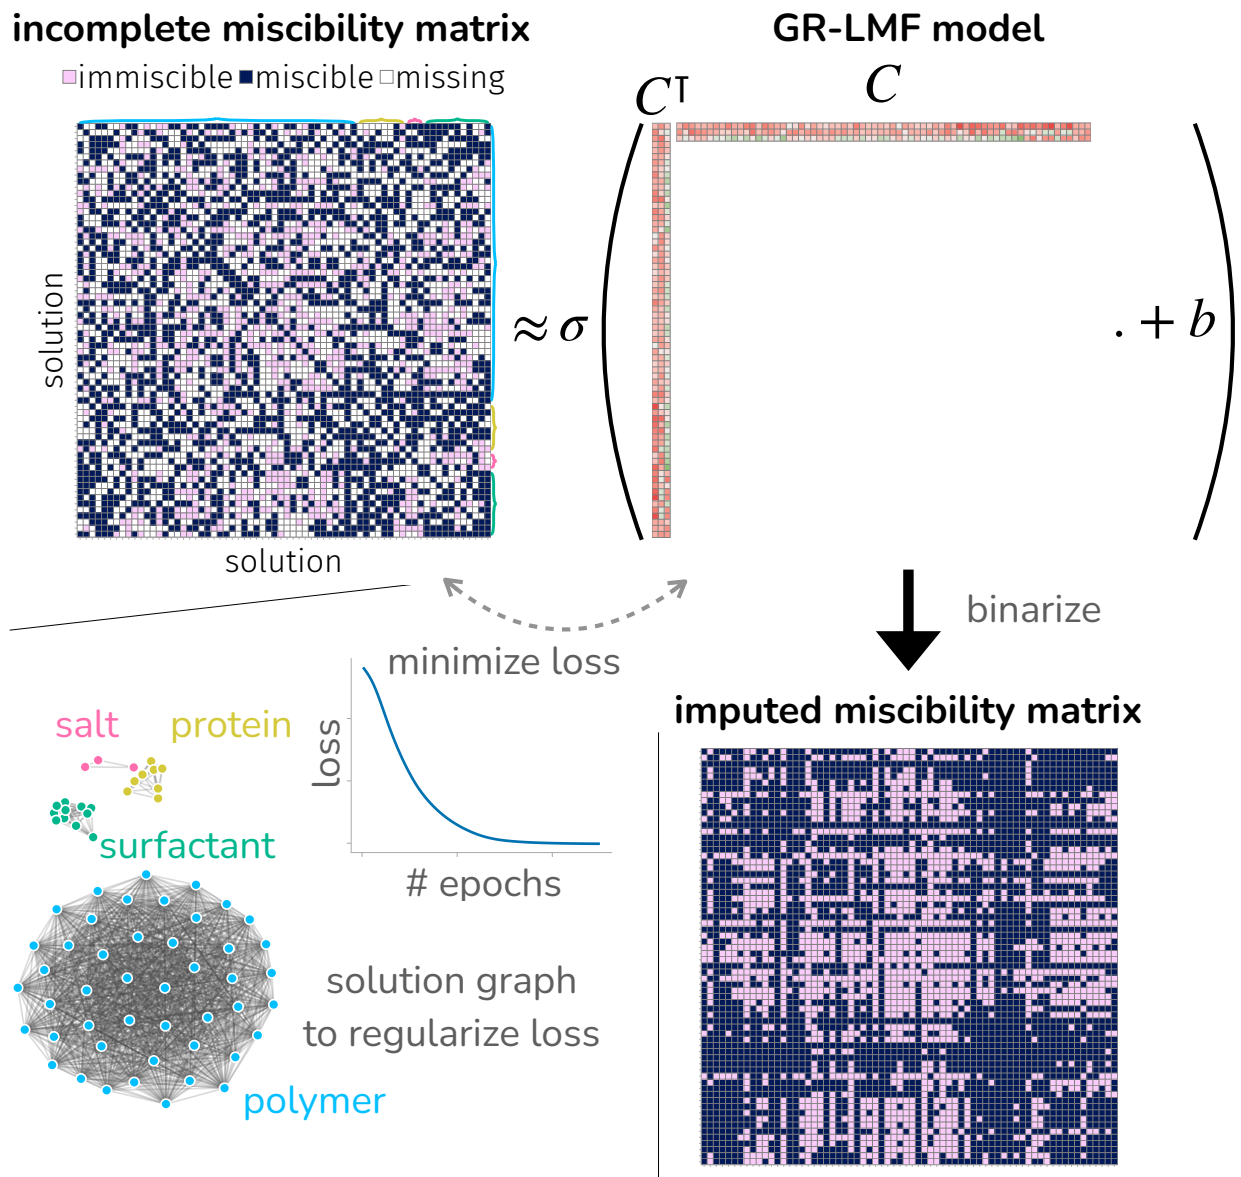 incomplete miscibility matrix
immiscible miscible missing
solution
solution
GR-LMF model
C⊺
C
≈ σ
. + b
binarize
minimize loss
loss
# epochs
salt
protein
surfactant
polymer
solution graph
to regularize loss
imputed miscibility matrix